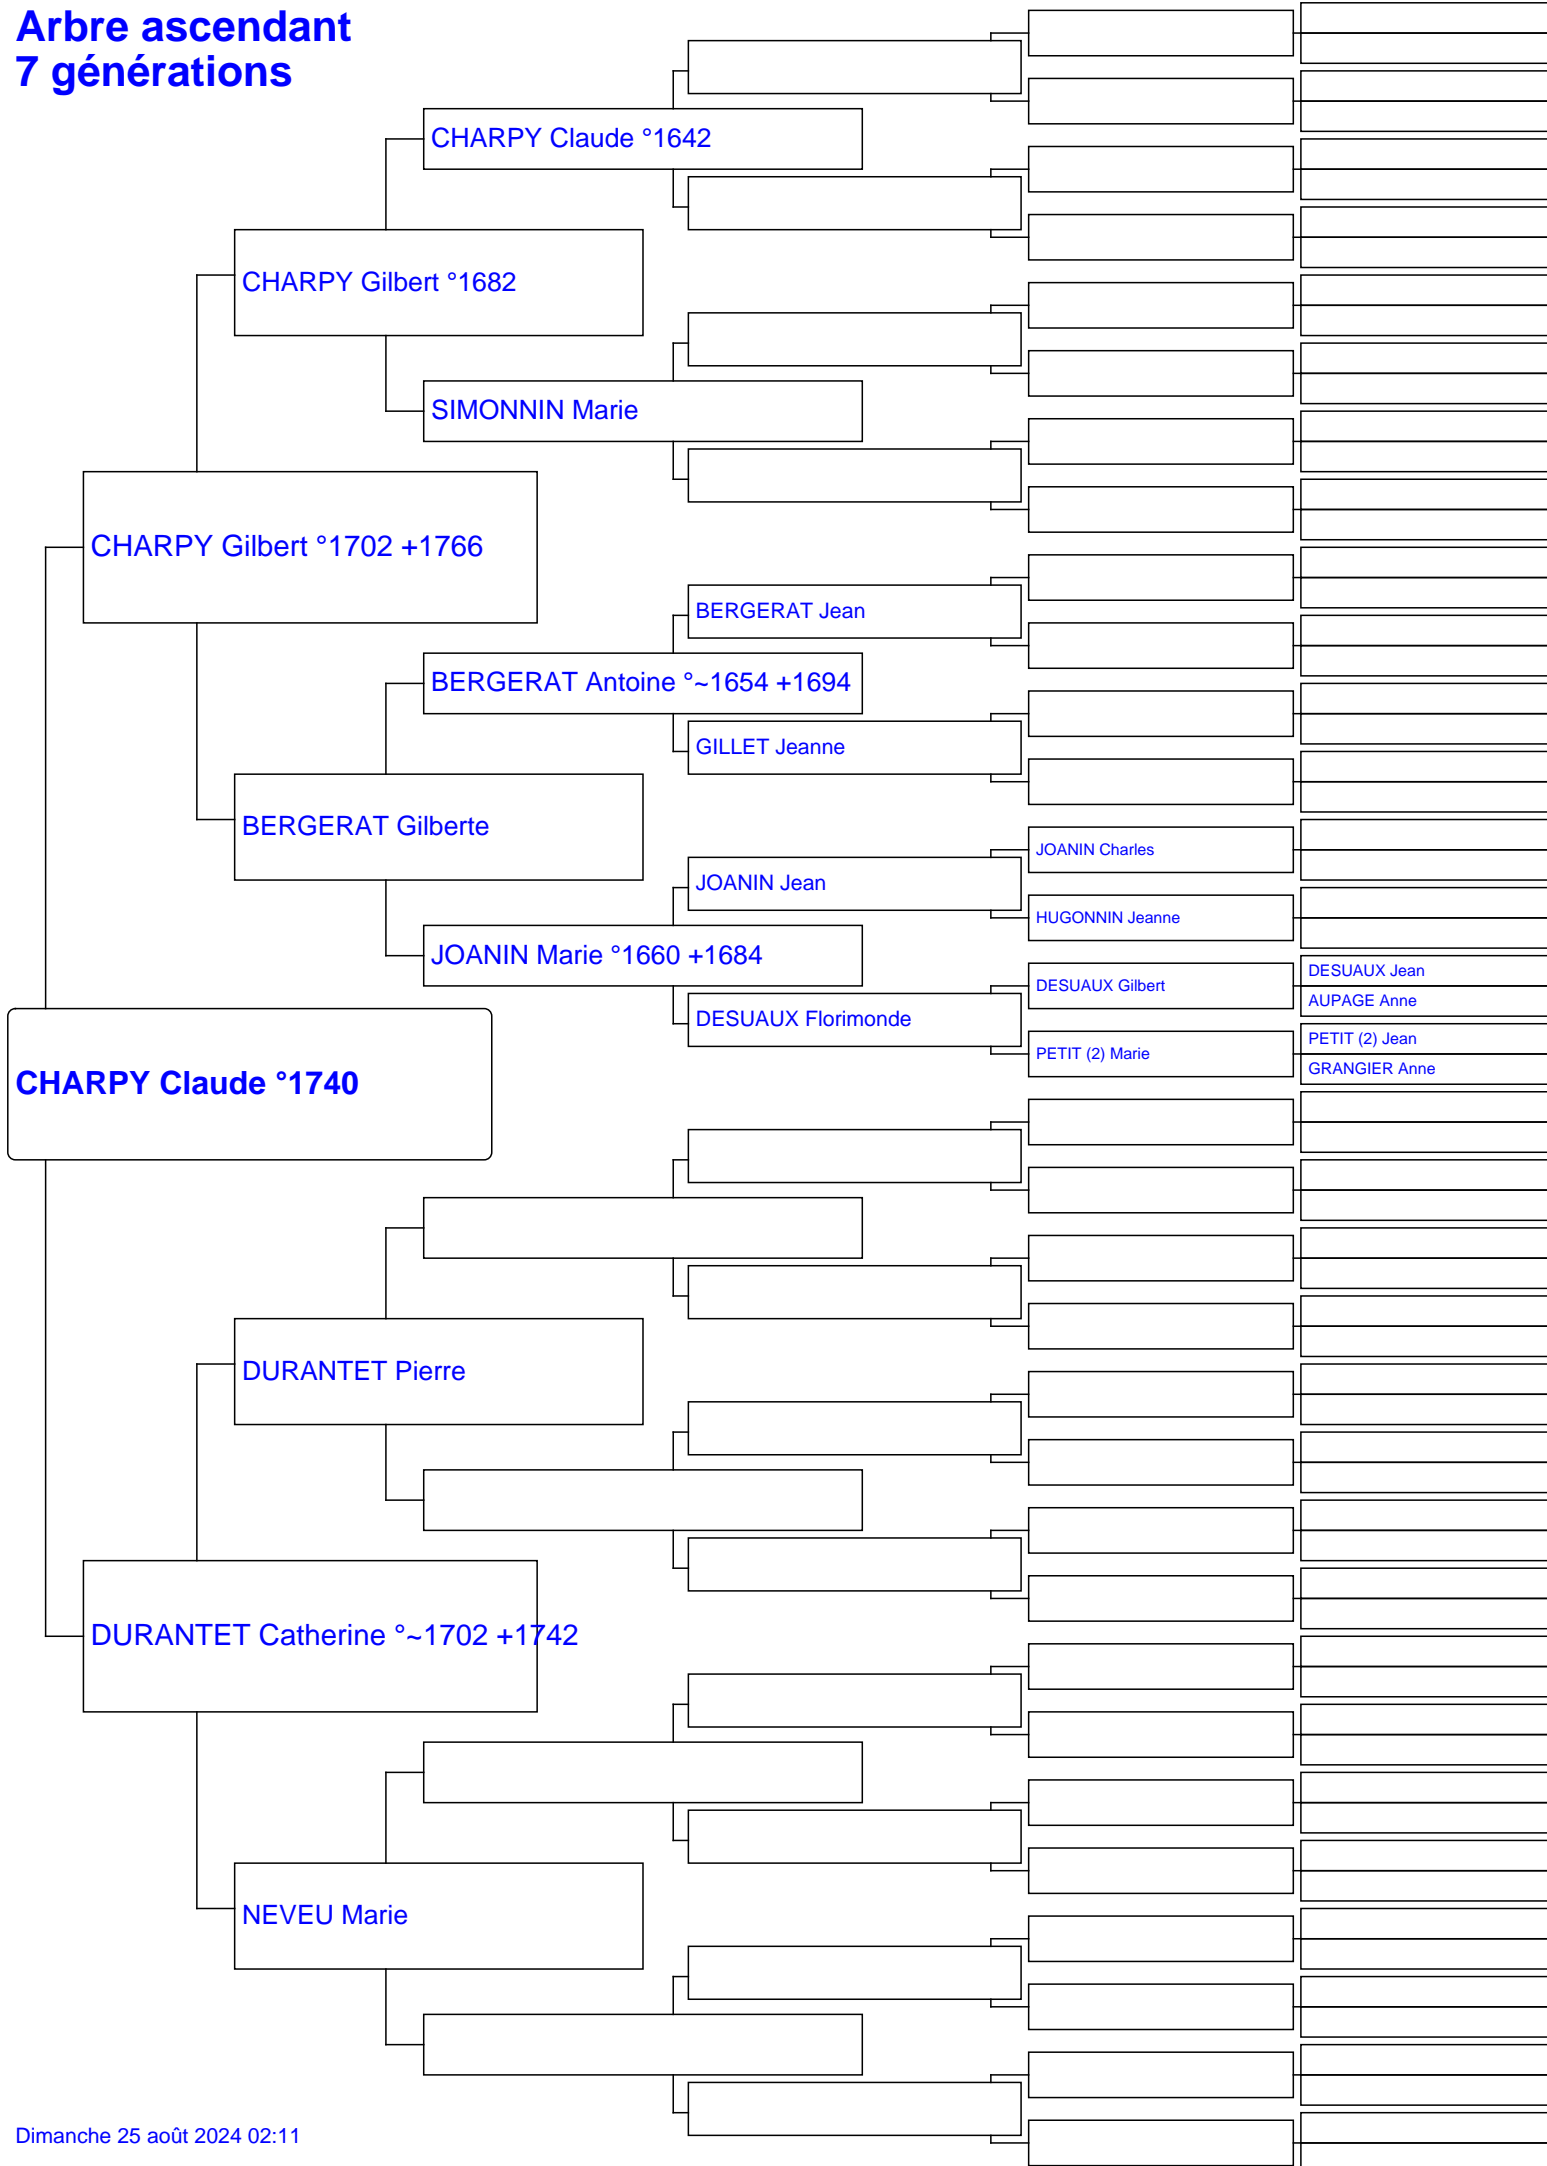 Arbre ascendant
7 générations
CHARPY Claude °1642
CHARPY Gilbert °1682
SIMONNIN Marie
CHARPY Gilbert °1702 +1766
BERGERAT Jean
BERGERAT Antoine °~1654 +1694
GILLET Jeanne
BERGERAT Gilberte
JOANIN Charles
JOANIN Jean
HUGONNIN Jeanne
JOANIN Marie °1660 +1684
DESUAUX Jean
DESUAUX Gilbert
AUPAGE Anne
DESUAUX Florimonde
PETIT (2) Jean
PETIT (2) Marie
GRANGIER Anne
CHARPY Claude °1740
DURANTET Pierre
DURANTET Catherine °~1702 +1742
NEVEU Marie
Dimanche 25 août 2024 02:11